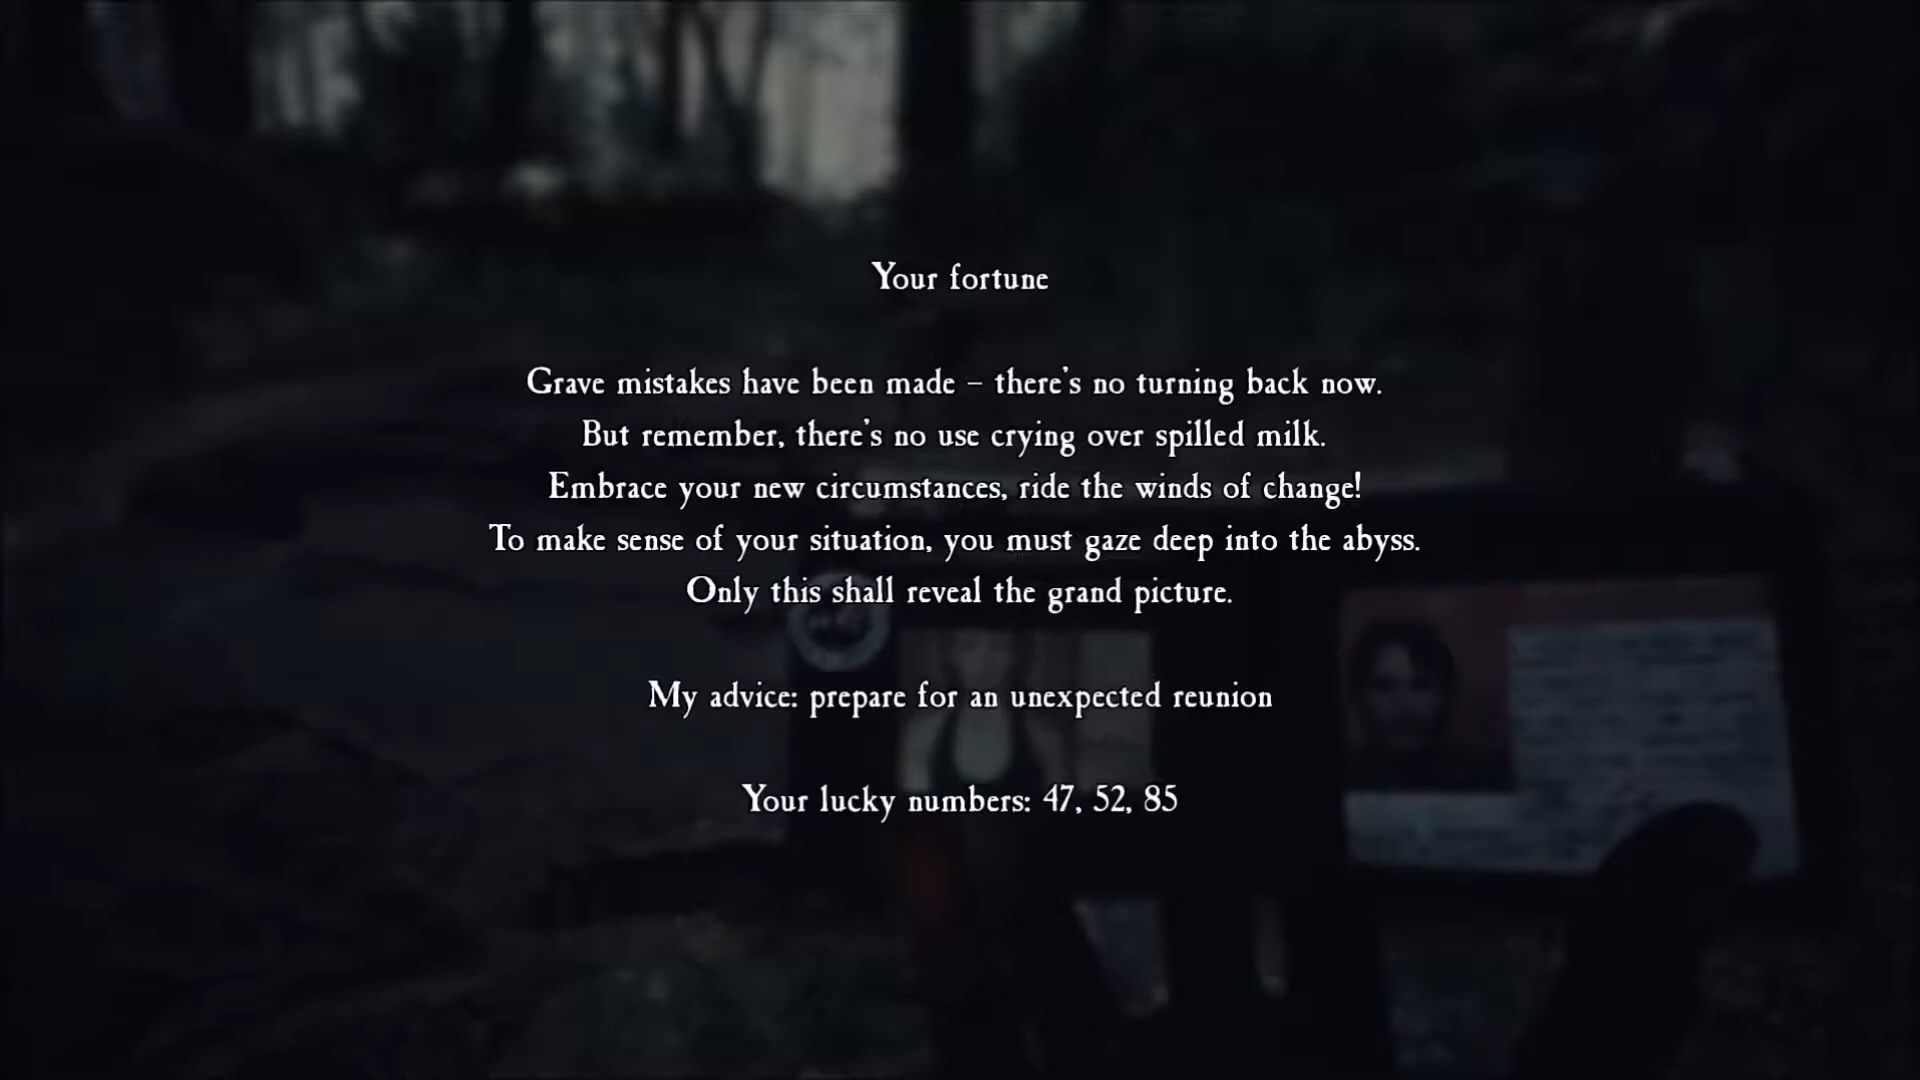 Your fortune
Grave mistakes have been made – there's no turning back now.
But remember, there's no use crying over spilled milk.
Embrace your new circumstances, ride the winds of change!
To make sense of your situation, you must gaze deep into the abyss.
Only this shall reveal the grand picture.
My advice: prepare for an unexpected reunion
Your lucky numbers: 47, 52, 85